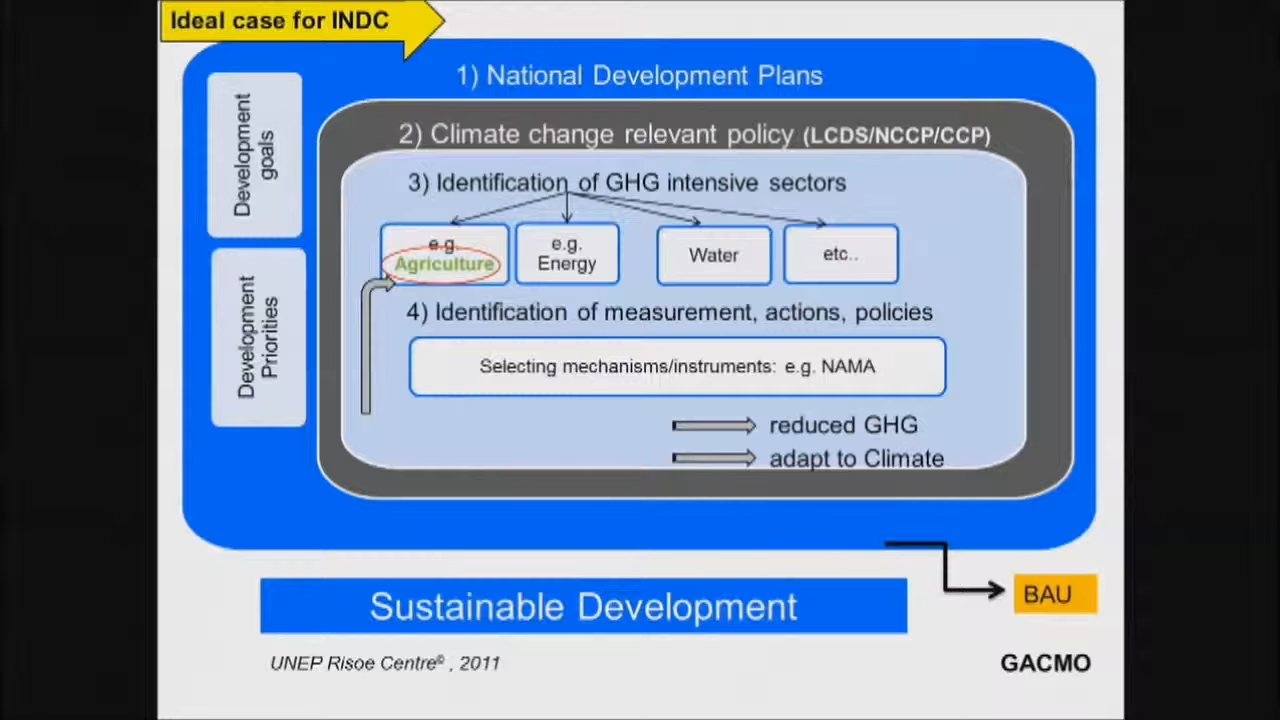 Ideal case for INDC
1) National Development Plans
Development
goals
2) Climate change relevant policy (LCDS/NCCP/CCP)
3) Identification of GHG intensive sectors
e.g.
Agriculture
e.g.
Energy
Water
etc..
Development
Priorities
4) Identification of measurement, actions, policies
Selecting mechanisms/instruments: e.g. NAMA
reduced GHG
adapt to Climate
BAU
Sustainable Development
UNEP Risoe Centre© , 2011
GACMO